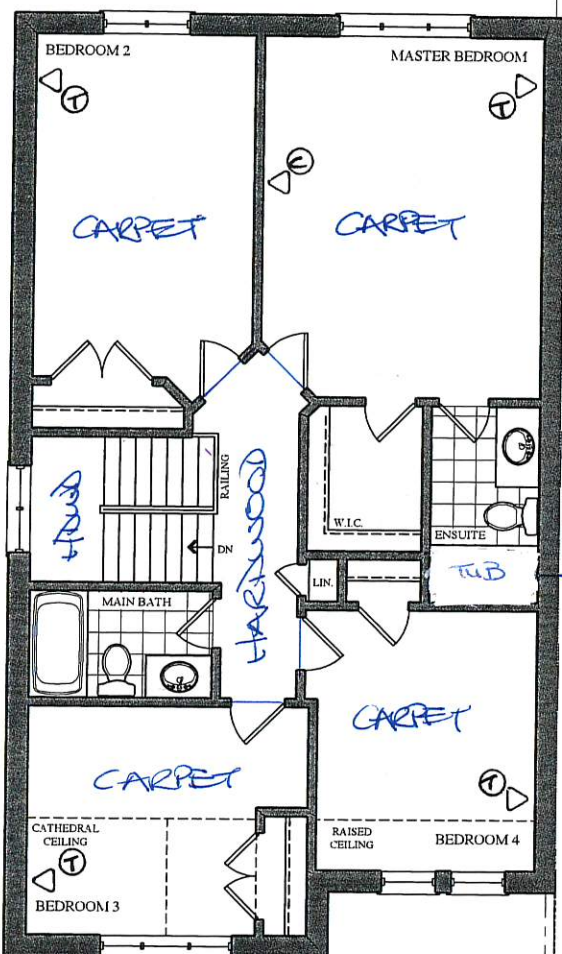 BEDROOM 2
MASTER BEDROOM
T
T
C
CARPET
CARPET
RAILING
HDWD
HARDWOOD
DN
W.I.C.
ENSUITE
LIN.
TUB
MAIN BATH
CARPET
CARPET
T
CATHEDRAL
CEILING
T
RAISED
CEILING
BEDROOM 4
BEDROOM 3